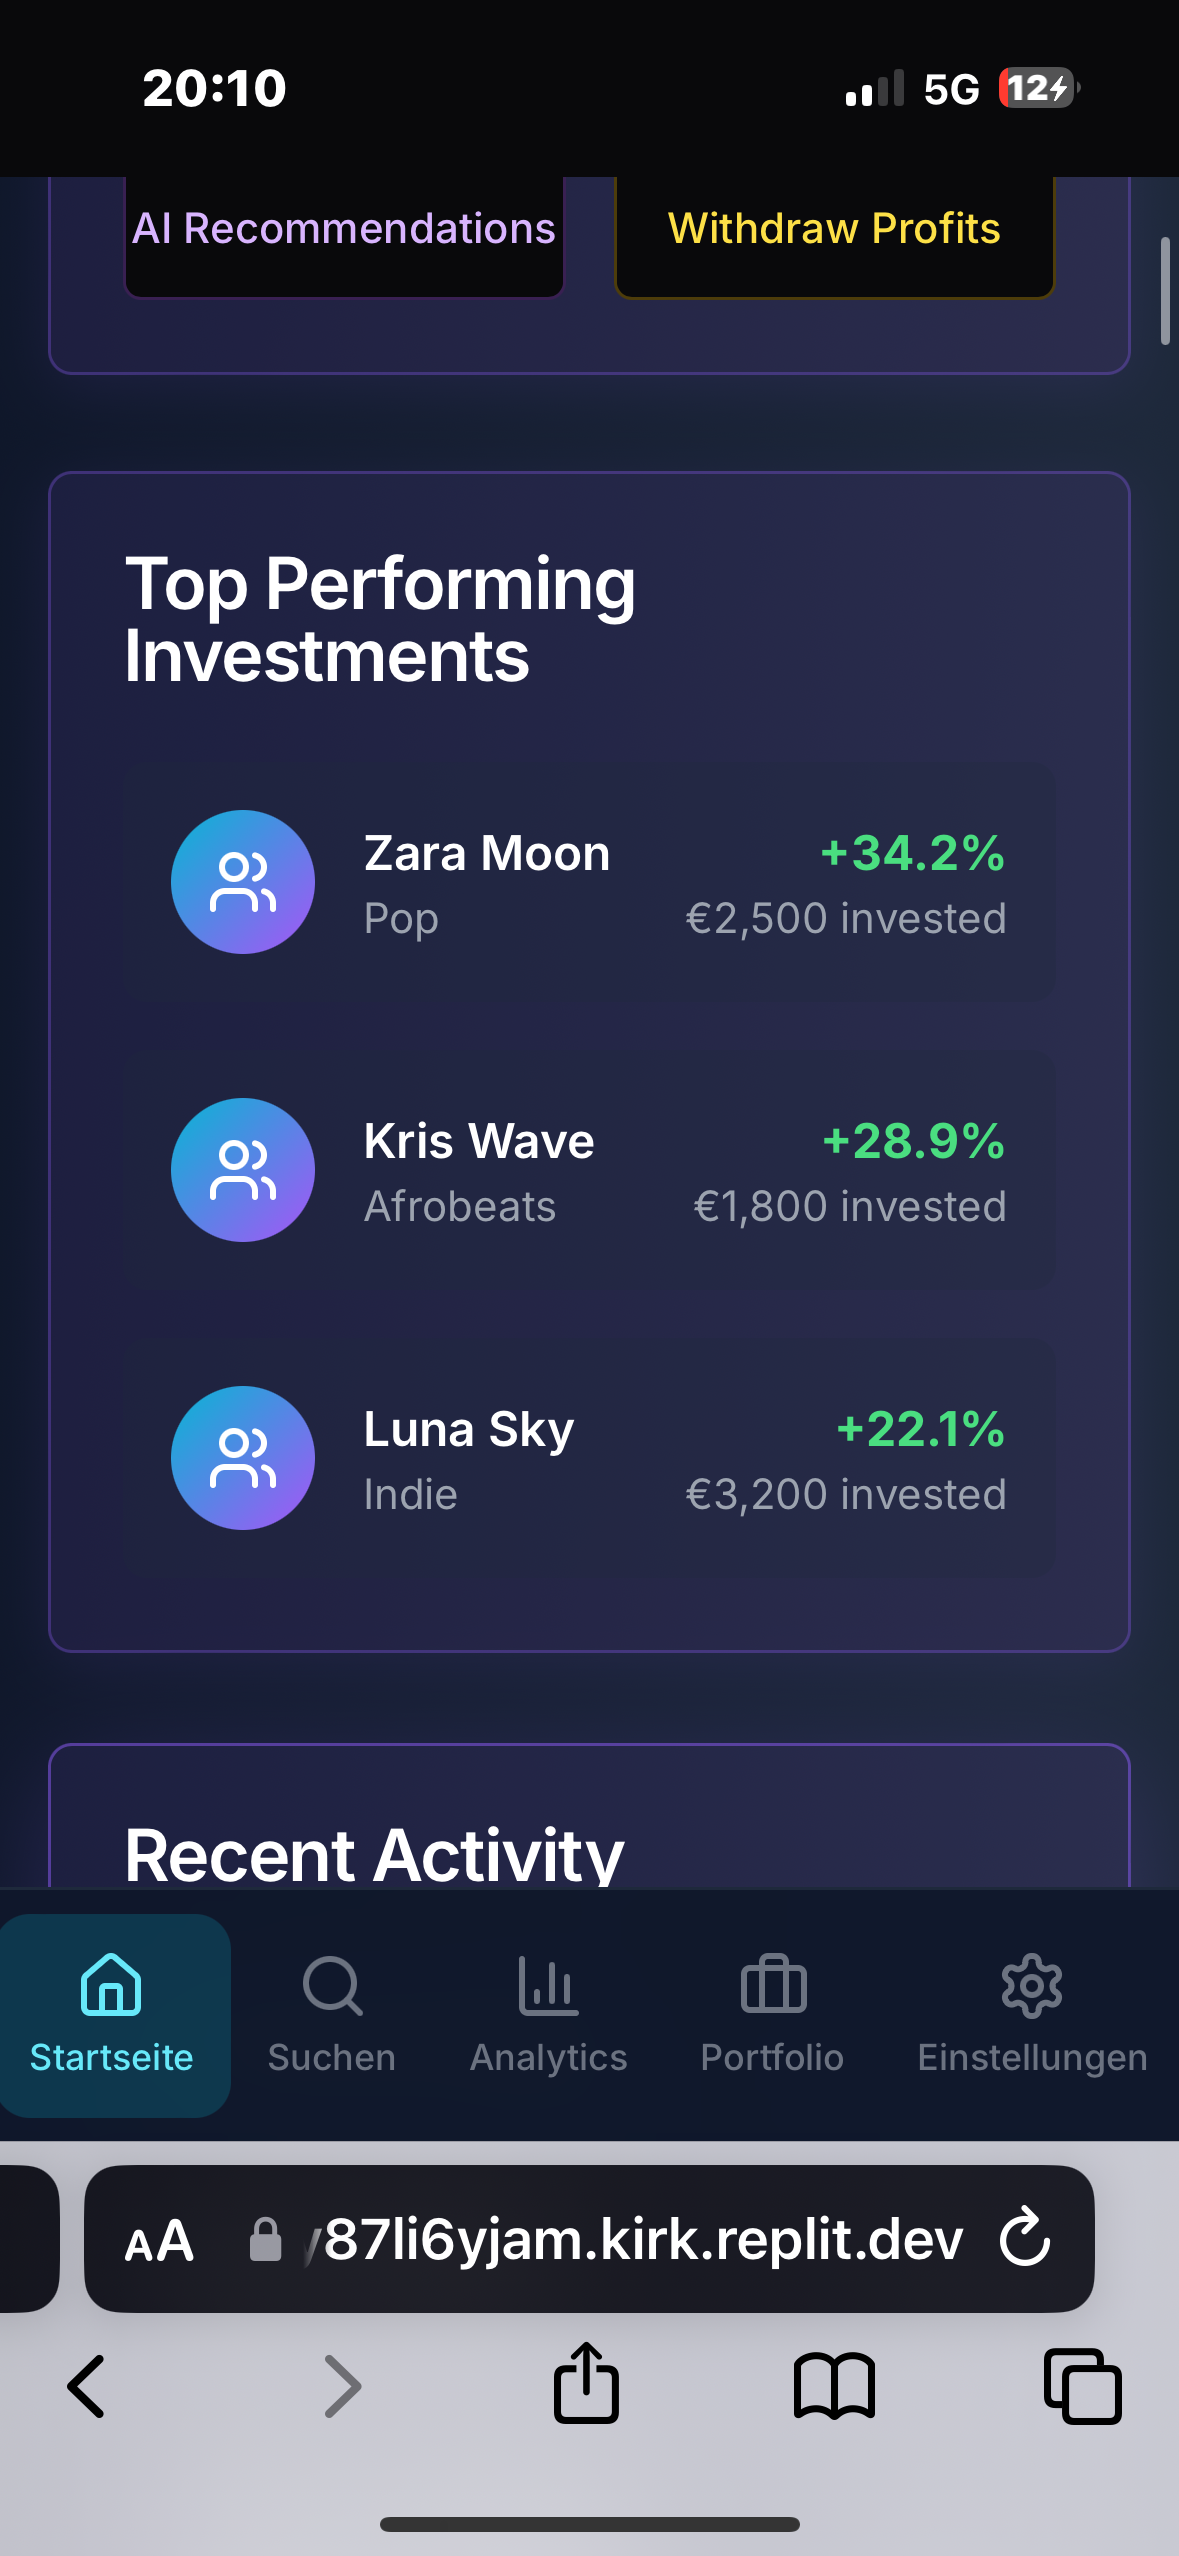 20:10
5G
12
AI Recommendations
Withdraw Profits
Top Performing
Investments
Zara Moon
+34.2%
Pop
€2,500 invested
Kris Wave
+28.9%
Afrobeats
€1,800 invested
Luna Sky
+22.1%
Indie
€3,200 invested
Recent Activity
Startseite
Suchen
Analytics
Portfolio
Einstellungen
AA
87li6yjam.kirk.replit.dev